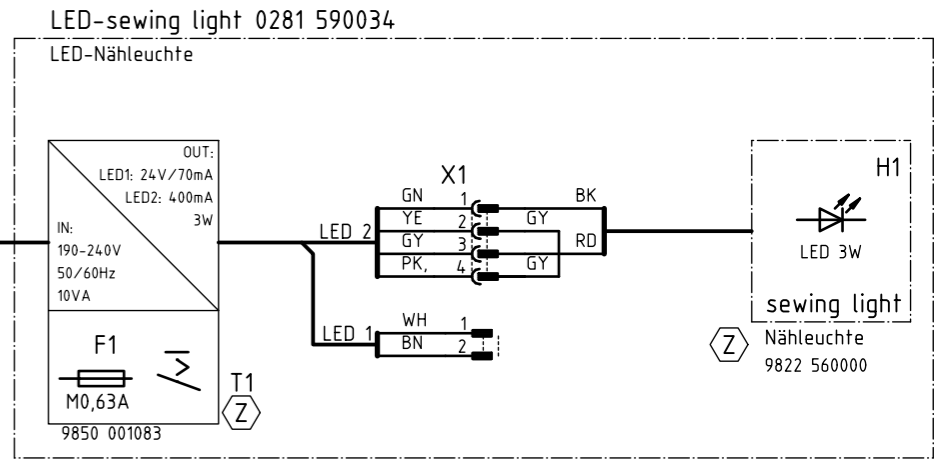 LED-sewing light 0281 590034
LED-Nähleuchte
OUT:
LED1: 24V/70mA
LED2: 400mA
3W
IN:
190-240V
50/60Hz
10VA
F1
M0,63A
9850 001083
T1
Z
LED 2
X1
GN 1 BK
YE 2 GY
GY 3 RD
PK, 4 GY
LED 1
WH 1
BN 2
H1
LED 3W
sewing light
Z
Nähleuchte
9822 560000